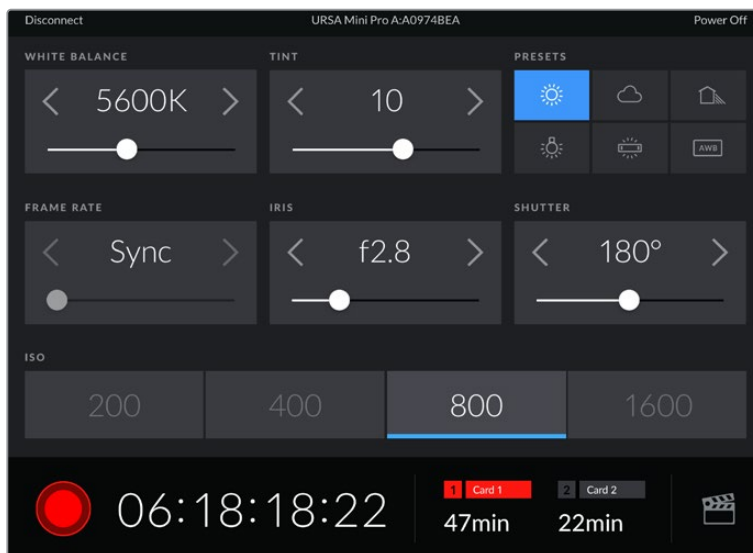 Disconnect URSA Mini Pro A:A0974BEA Power Off
WHITE BALANCE TINT PRESETS
5600K 10
AWB
FRAME RATE IRIS SHUTTER
Sync f2.8 180°
ISO
200 400 800 1600
06:18:18:22
1 Card 1 2 Card 2
47min 22min